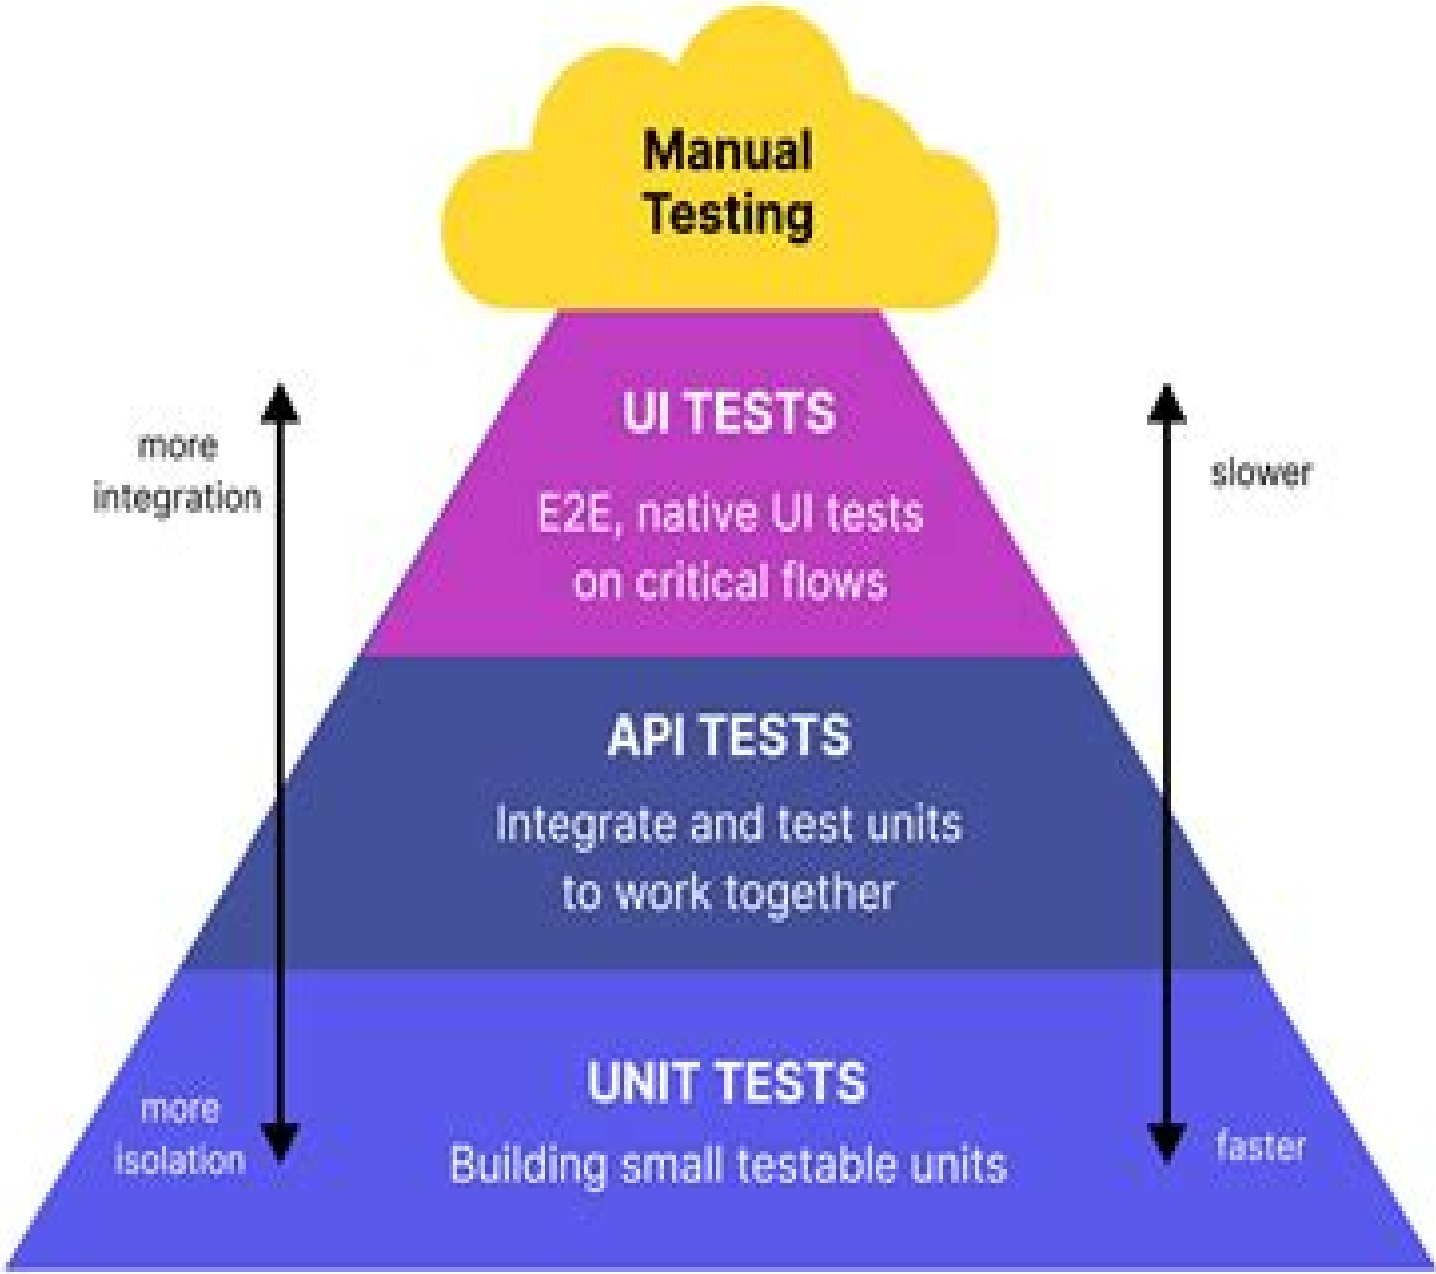 Manual
Testing
UI TESTS
E2E, native UI tests
on critical flows
more
integration
slower
API TESTS
Integrate and test units
to work together
UNIT TESTS
Building small testable units
more
isolation
faster